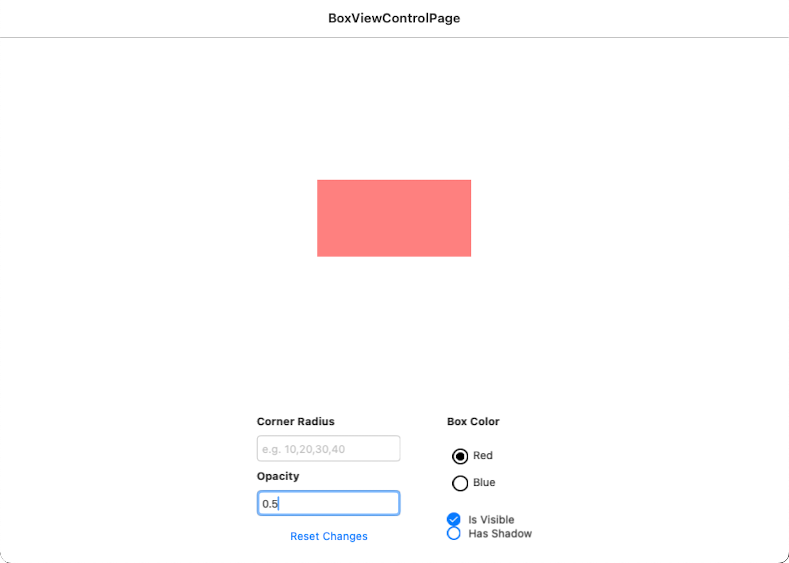 BoxViewControlPage
Corner Radius
e.g. 10,20,30,40
Opacity
0.5
Reset Changes
Box Color
Red
Blue
Is Visible
Has Shadow